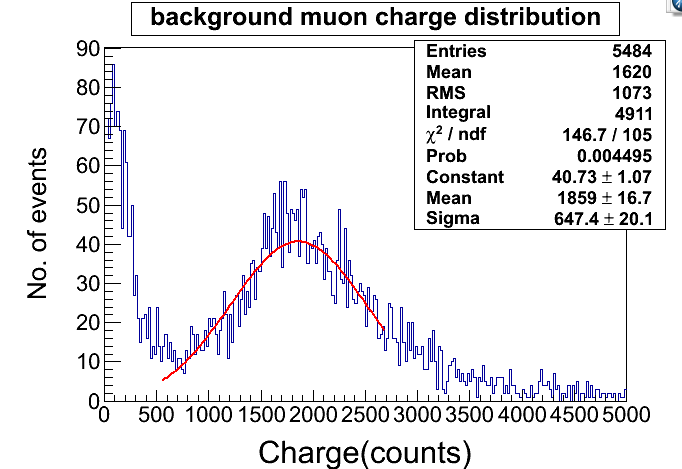 background muon charge distribution
Entries 5484
Mean 1620
RMS 1073
Integral 4911
χ² / ndf 146.7 / 105
Prob 0.004495
Constant 40.73 ± 1.07
Mean 1859 ± 16.7
Sigma 647.4 ± 20.1
No. of events
90
80
70
60
50
40
30
20
10
0
0 500 1000 1500 2000 2500 3000 3500 4000 4500 5000
Charge(counts)